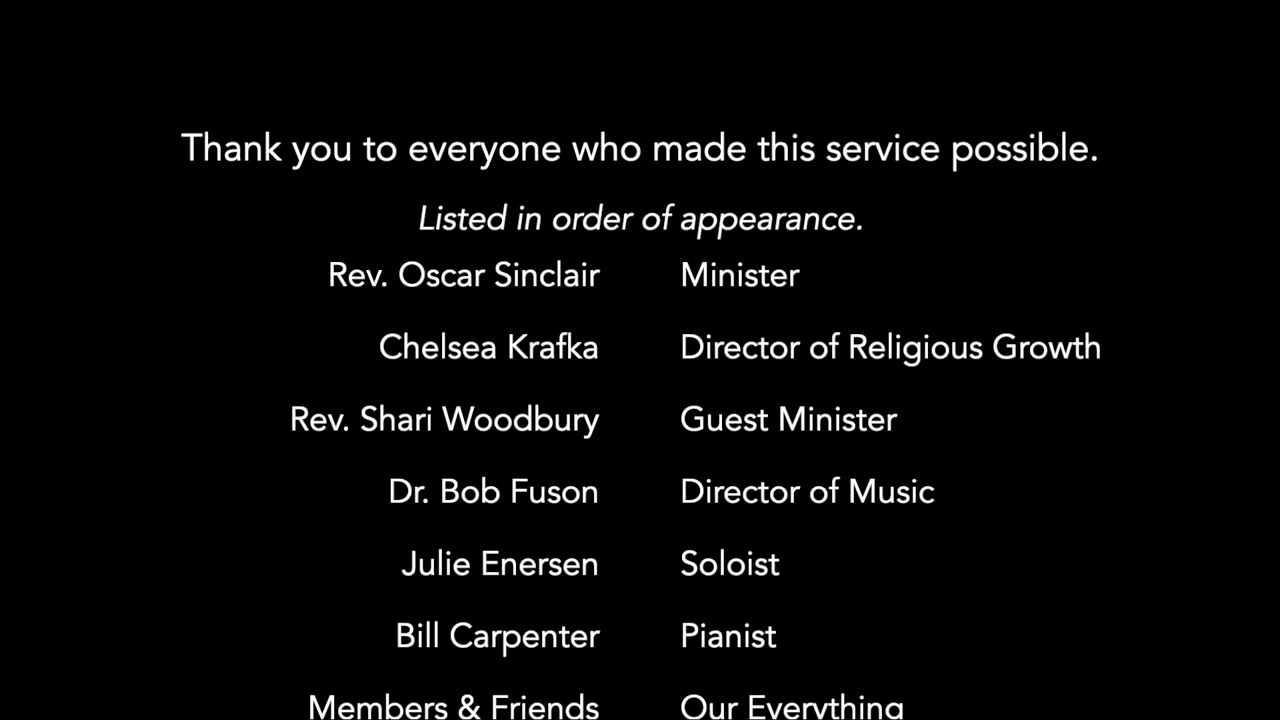 Thank you to everyone who made this service possible.
Listed in order of appearance.
Rev. Oscar Sinclair Minister
Chelsea Krafka Director of Religious Growth
Rev. Shari Woodbury Guest Minister
Dr. Bob Fuson Director of Music
Julie Enersen Soloist
Bill Carpenter Pianist
Members & Friends Our Everything